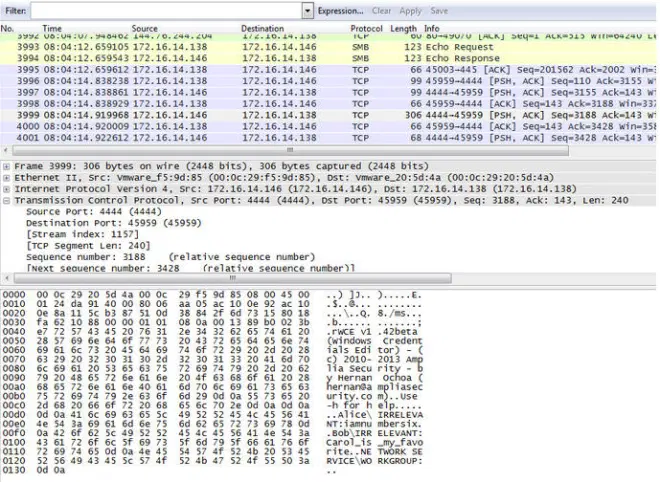 Filter: Expression... Clear Apply Save
No. Time Source Destination Protocol Length Info
3992 08:04:07.948462 144.76.244.204 172.16.14.138 TCP 60 80→49070 [ACK] Seq=1 Ack=515 Win=64240 L
3993 08:04:12.659105 172.16.14.138 172.16.14.146 SMB 123 Echo Request
3994 08:04:12.659543 172.16.14.146 172.16.14.138 SMB 123 Echo Response
3995 08:04:12.659612 172.16.14.138 172.16.14.146 TCP 66 45003→445 [ACK] Seq=201562 Ack=2002 Win=3
3996 08:04:14.838238 172.16.14.138 172.16.14.146 TCP 99 45959→4444 [PSH, ACK] Seq=110 Ack=3155 W
3997 08:04:14.838861 172.16.14.146 172.16.14.138 TCP 99 4444→45959 [PSH, ACK] Seq=3155 Ack=143 W
3998 08:04:14.838929 172.16.14.138 172.16.14.146 TCP 66 45959→4444 [ACK] Seq=143 Ack=3188 Win=37
3999 08:04:14.919968 172.16.14.146 172.16.14.138 TCP 306 4444→45959 [PSH, ACK] Seq=3188 Ack=143 W
4000 08:04:14.920009 172.16.14.138 172.16.14.146 TCP 66 45959→4444 [ACK] Seq=143 Ack=3428 Win=38
4001 08:04:14.922612 172.16.14.138 172.16.14.146 TCP 68 45959→4444 [PSH, ACK] Seq=143 Ack=3428 W
Frame 3999: 306 bytes on wire (2448 bits), 306 bytes captured (2448 bits)
Ethernet II, Src: Vmware_f5:9d:85 (00:0c:29:f5:9d:85), Dst: Vmware_20:5d:4a (00:0c:29:20:5d:4a)
Internet Protocol Version 4, Src: 172.16.14.146 (172.16.14.146), Dst: 172.16.14.138 (172.16.14.138)
Transmission Control Protocol, Src Port: 4444 (4444), Dst Port: 45959 (45959), Seq: 3188, Ack: 143, Len: 240
Source Port: 4444 (4444)
Destination Port: 45959 (45959)
[Stream index: 1157]
[TCP Segment Len: 240]
Sequence number: 3188 (relative sequence number)
[Next sequence number: 3428 (relative sequence number)]
0000 00 0c 29 20 5d 4a 00 0c 29 f5 9d 85 08 00 45 00 ..) ]J.. ).....E.
0010 01 24 da 91 40 00 80 06 aa 05 ac 10 0e 92 ac 10 .$..@... ........
0020 0e 8a 11 5c b3 87 51 0d 38 84 2f 6d 73 15 80 18 ...\..Q. 8./ms...
0030 fa 62 10 88 00 00 01 01 08 0a 00 13 89 b0 02 3b .b...... .......;
0040 e7 72 57 43 45 20 76 31 2e 34 32 62 65 74 61 20 .rWCE v1 .42beta
0050 28 57 69 6e 64 6f 77 73 20 43 72 65 64 65 6e 74 (Windows Credent
0060 69 61 6c 73 20 45 64 69 74 6f 72 29 20 2d 20 28 ials Edi tor) - (
0070 63 29 20 32 30 31 30 2d 32 30 31 33 20 41 6d 70 c) 2010- 2013 Amp
0080 6c 69 61 20 53 65 63 75 72 69 74 79 20 2d 20 62 lia Secu rity - b
0090 79 20 48 65 72 6e 61 6e 20 4f 63 68 6f 61 20 28 y Hernan Ochoa (
00a0 68 65 72 6e 61 6e 40 61 6d 70 6c 69 61 73 65 63 hernan@a mpliasec
00b0 75 72 69 74 79 2e 63 6f 6d 29 0d 0a 55 73 65 20 urity.co m)..Use
00c0 2d 68 20 66 6f 72 20 68 65 6c 70 2e 0d 0a 0d 0a -h for h elp.....
00d0 0d 0a 41 6c 69 63 65 5c 49 52 52 45 4c 45 56 41 ..Alice\ IRRELEVA
00e0 4e 54 3a 69 61 6d 6e 75 6d 62 65 72 73 69 78 0d NT:iamnu mbersix.
00f0 0a 42 6f 62 5c 49 52 52 45 4c 45 56 41 4e 54 3a .Bob\IRR ELEVANT:
0100 43 61 72 6f 6c 5f 69 73 5f 6d 79 5f 66 61 76 6f Carol_is _my_favo
0110 72 69 74 65 0d 0a 4e 45 54 57 4f 52 4b 20 53 45 rite..NE TWORK SE
0120 52 56 49 43 45 5c 57 4f 52 4b 47 52 4f 55 50 3a RVICE\WO RKGROUP:
0130 0d 0a ..